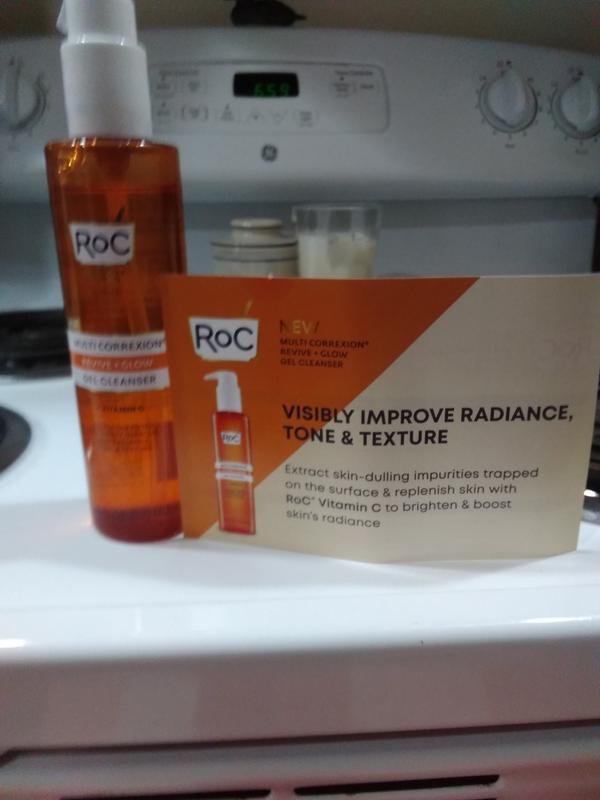 6:59
RoC
MULTI CORREXION®
REVIVE + GLOW
GEL CLEANSER
+ VITAMIN C
RoC
NEW
MULTI CORREXION®
REVIVE + GLOW
GEL CLEANSER
RoC
VISIBLY IMPROVE RADIANCE,
TONE & TEXTURE
Extract skin-dulling impurities trapped
on the surface & replenish skin with
RoC® Vitamin C to brighten & boost
skin's radiance